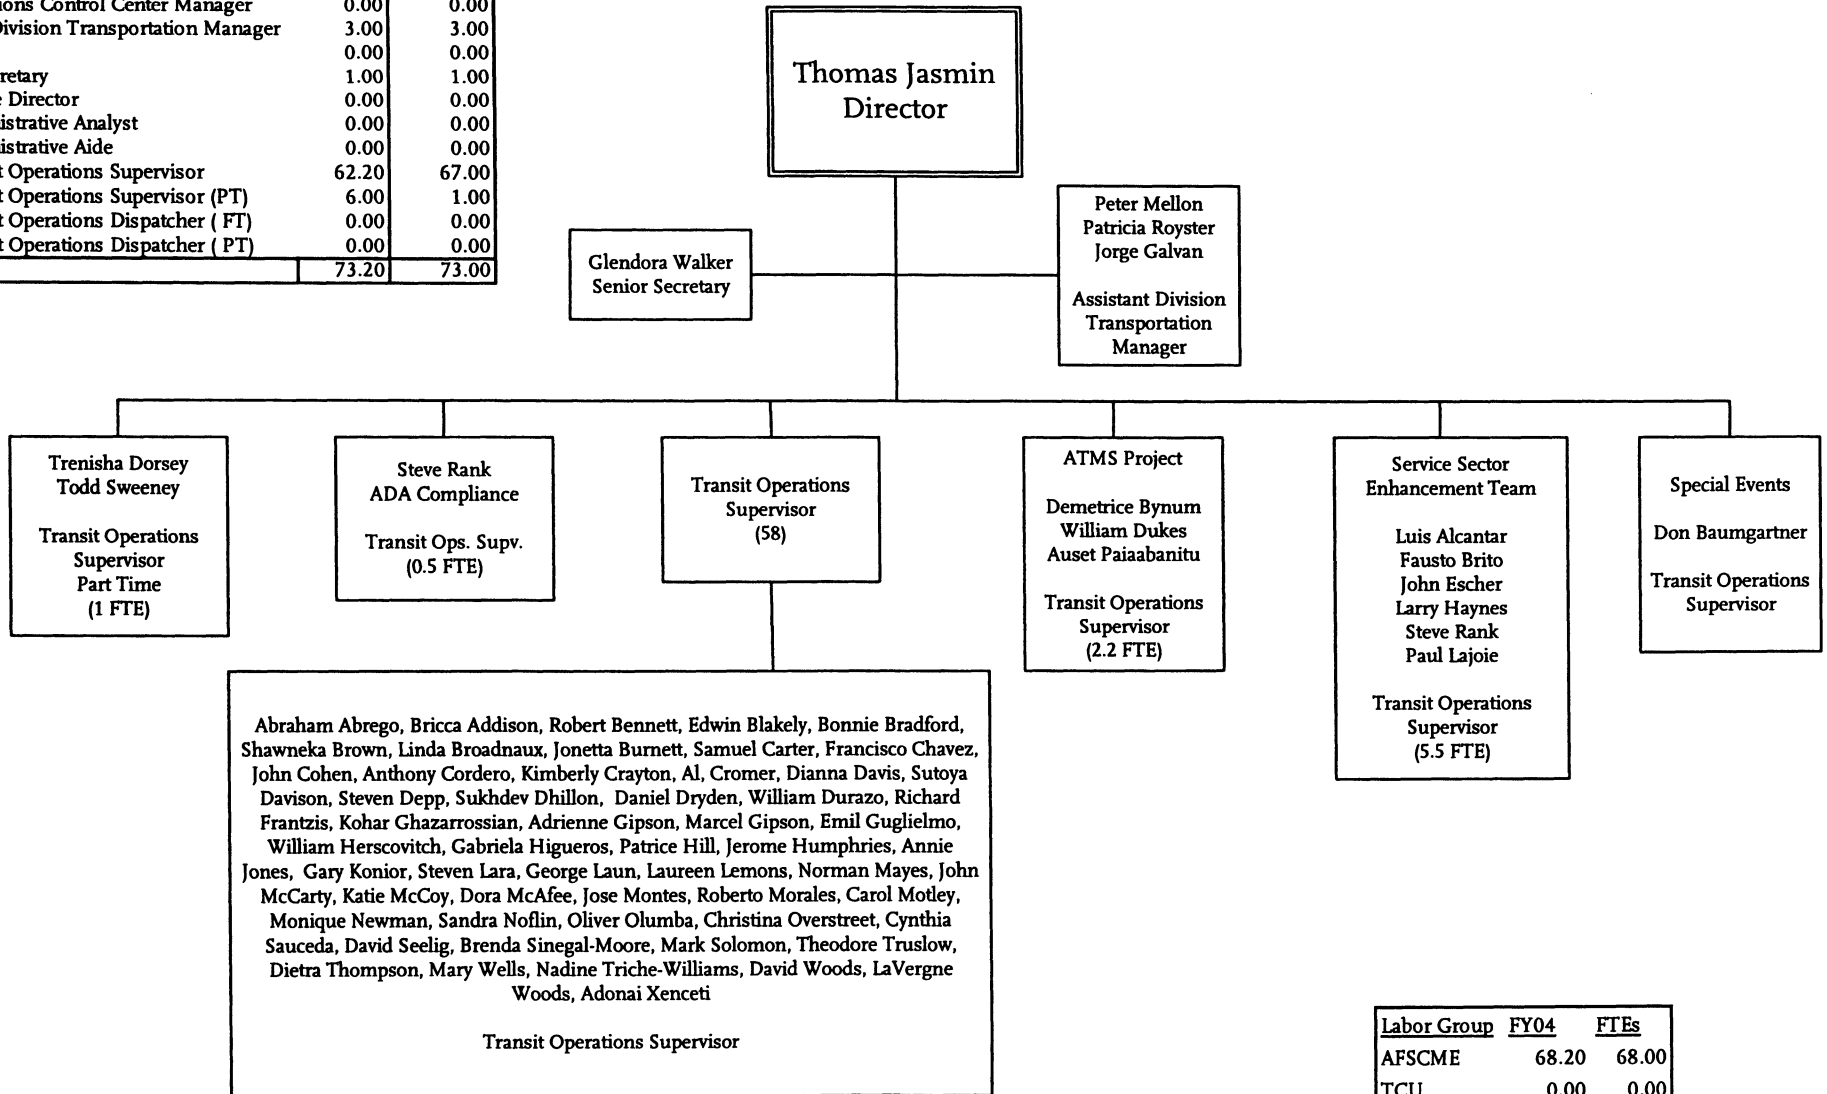 ions Control Center Manager 0.00 0.00
Division Transportation Manager 3.00 3.00
0.00 0.00
retary 1.00 1.00
e Director 0.00 0.00
istrative Analyst 0.00 0.00
istrative Aide 0.00 0.00
t Operations Supervisor 62.20 67.00
t Operations Supervisor (PT) 6.00 1.00
t Operations Dispatcher ( FT) 0.00 0.00
t Operations Dispatcher ( PT) 0.00 0.00
73.20 73.00
Thomas Jasmin
Director
Glendora Walker
Senior Secretary
Peter Mellon
Patricia Royster
Jorge Galvan
Assistant Division
Transportation
Manager
Trenisha Dorsey
Todd Sweeney
Transit Operations
Supervisor
Part Time
(1 FTE)
Steve Rank
ADA Compliance
Transit Ops. Supv.
(0.5 FTE)
Transit Operations
Supervisor
(58)
ATMS Project
Demetrice Bynum
William Dukes
Auset Paiaabanitu
Transit Operations
Supervisor
(2.2 FTE)
Service Sector
Enhancement Team
Luis Alcantar
Fausto Brito
John Escher
Larry Haynes
Steve Rank
Paul Lajoie
Transit Operations
Supervisor
(5.5 FTE)
Special Events
Don Baumgartner
Transit Operations
Supervisor
Abraham Abrego, Bricca Addison, Robert Bennett, Edwin Blakely, Bonnie Bradford,
Shawneka Brown, Linda Broadnaux, Jonetta Burnett, Samuel Carter, Francisco Chavez,
John Cohen, Anthony Cordero, Kimberly Crayton, Al, Cromer, Dianna Davis, Sutoya
Davison, Steven Depp, Sukhdev Dhillon, Daniel Dryden, William Durazo, Richard
Frantzis, Kohar Ghazarrossian, Adrienne Gipson, Marcel Gipson, Emil Guglielmo,
William Herscovitch, Gabriela Higueros, Patrice Hill, Jerome Humphries, Annie
Jones, Gary Konior, Steven Lara, George Laun, Laureen Lemons, Norman Mayes, John
McCarty, Katie McCoy, Dora McAfee, Jose Montes, Roberto Morales, Carol Motley,
Monique Newman, Sandra Noflin, Oliver Olumba, Christina Overstreet, Cynthia
Sauceda, David Seelig, Brenda Sinegal-Moore, Mark Solomon, Theodore Truslow,
Dietra Thompson, Mary Wells, Nadine Triche-Williams, David Woods, LaVergne
Woods, Adonai Xenceti
Transit Operations Supervisor
Labor Group FY04 FTEs
AFSCME 68.20 68.00
TCU 0.00 0.00